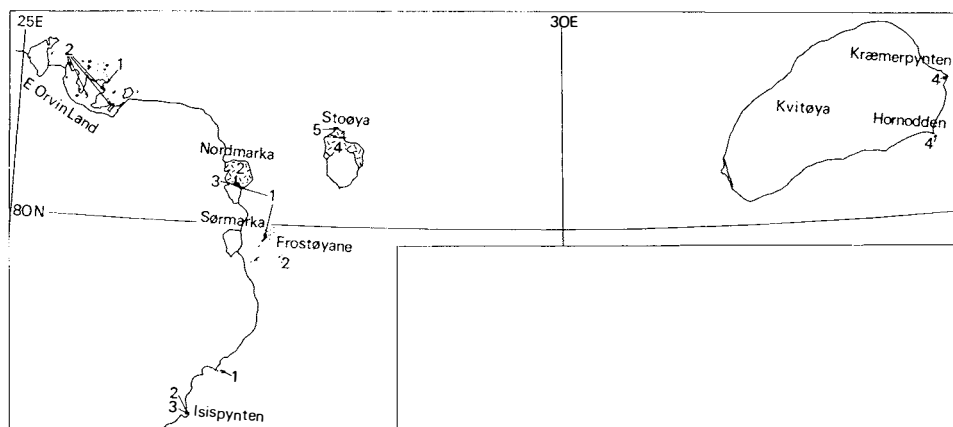 25E
30E
2
1
E Orvin Land
Kræmerpynten
4
Kvitøya
Stoøya
5
4
Hornodden
4
Nordmarka
2
3
1
80 N
Sørmarka
Frostøyane
2
1
2
3
Isispynten